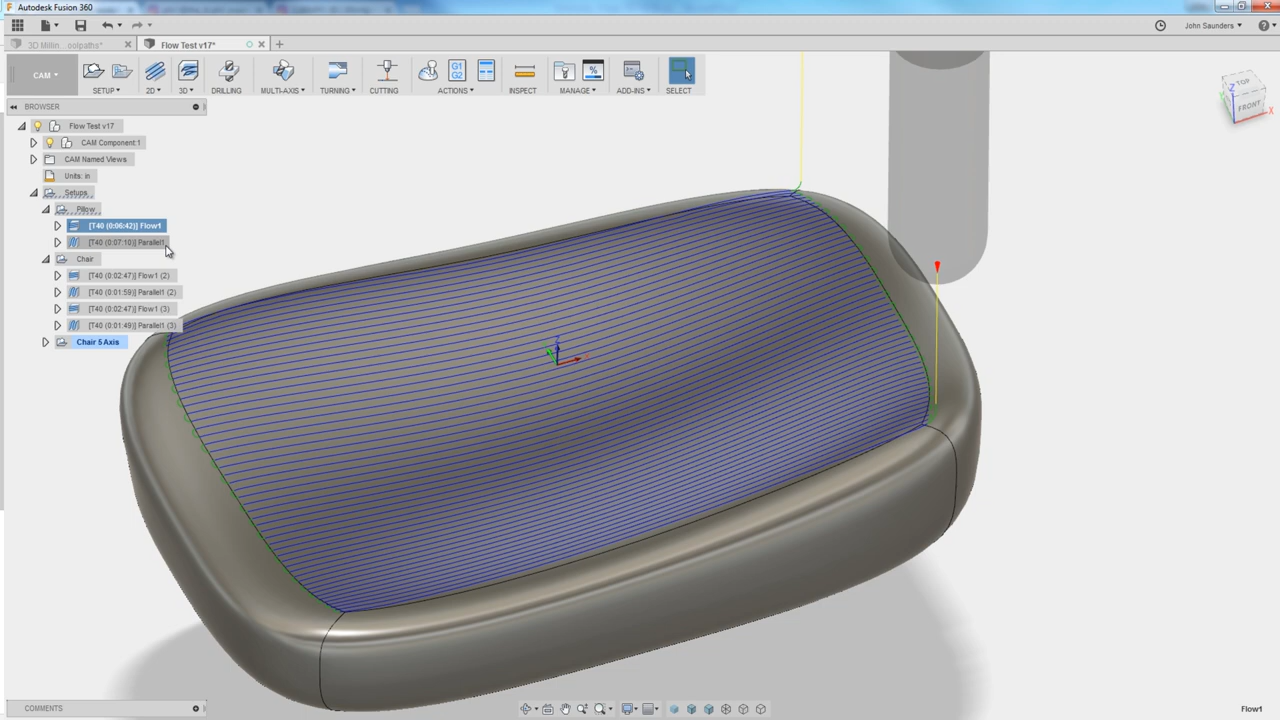 Autodesk Fusion 360
John Saunders
3D Millin...oolpaths*
Flow Test v17*
CAM
SETUP
2D
3D
DRILLING
MULTI-AXIS
TURNING
CUTTING
G1
G2
ACTIONS
INSPECT
MANAGE
ADD-INS
SELECT
BROWSER
Flow Test v17
CAM Component:1
CAM Named Views
Units: in
Setups
Pillow
[T40 (0:06:42)] Flow1
[T40 (0:07:10)] Parallel1
Chair
[T40 (0:02:47)] Flow1 (2)
[T40 (0:01:59)] Parallel1 (2)
[T40 (0:02:47)] Flow1 (3)
[T40 (0:01:49)] Parallel1 (3)
Chair 5 Axis
TOP
FRONT
Z
X
Z
COMMENTS
Flow1